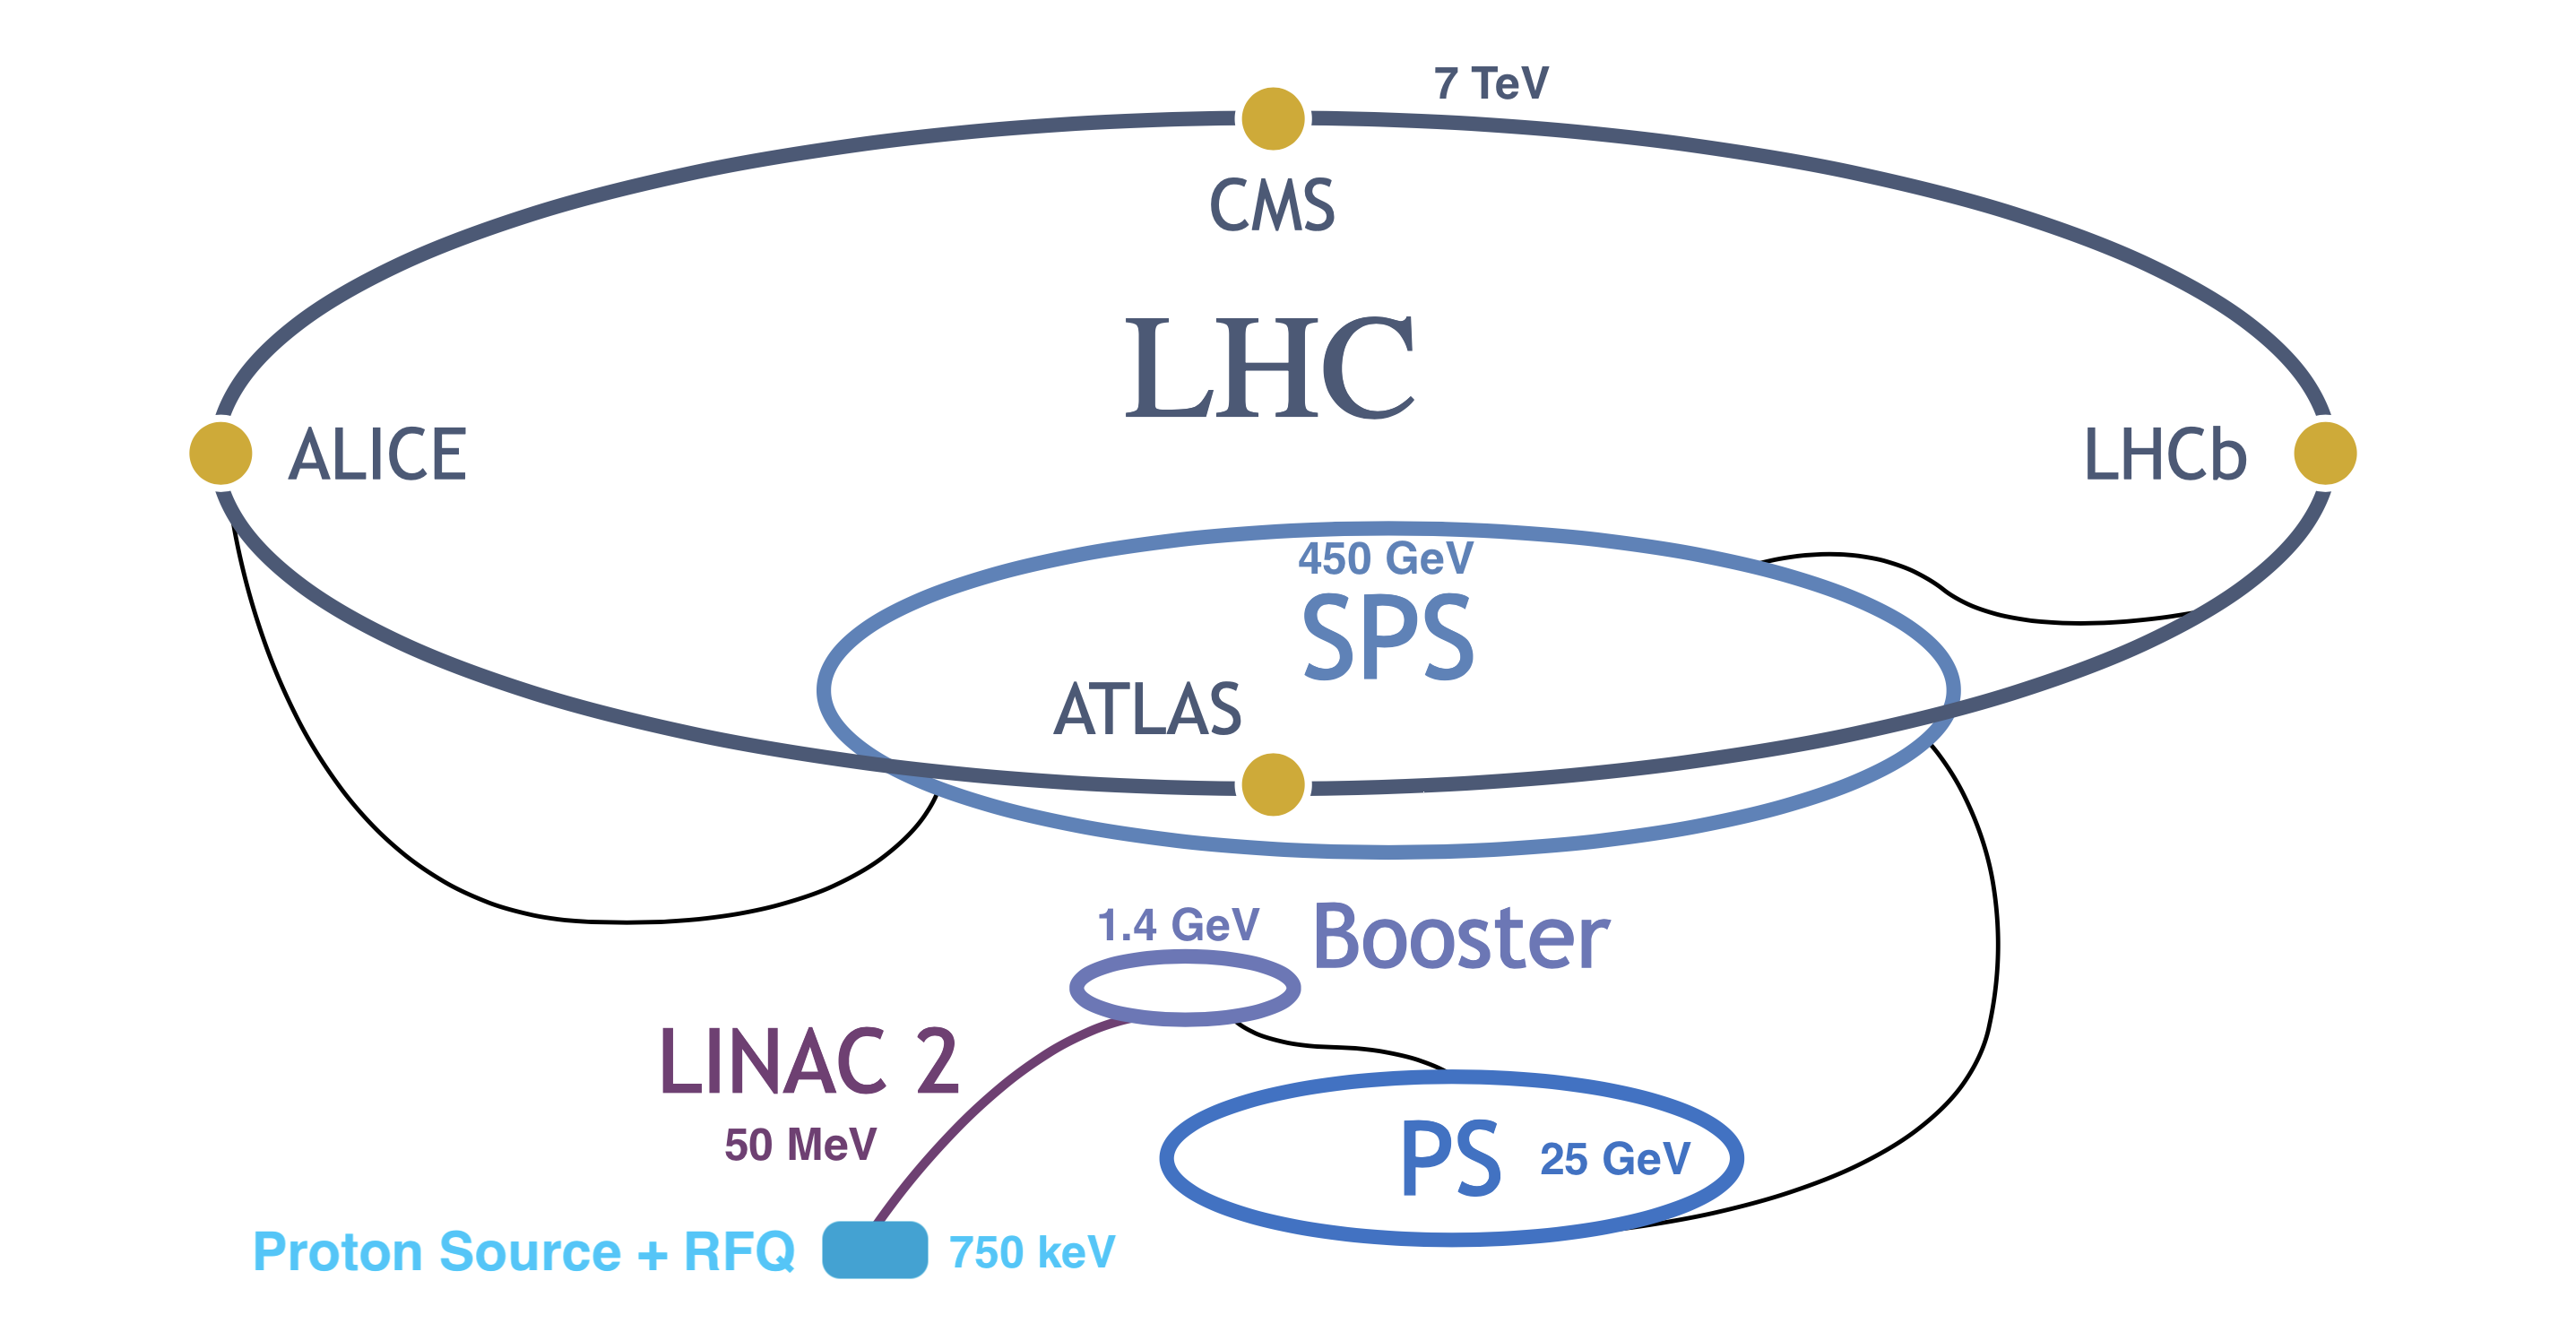 7 TeV
CMS
LHC
ALICE
LHCb
450 GeV
SPS
ATLAS
1.4 GeV
Booster
LINAC 2
50 MeV
PS
25 GeV
Proton Source + RFQ
750 keV